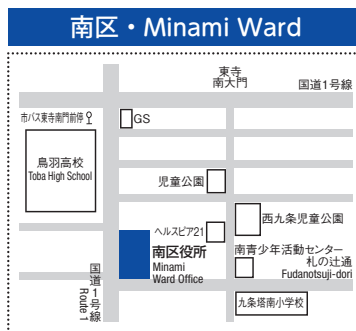 南区・Minami Ward
東寺
南大門
国道1号線
市バス東寺南門前停
GS
鳥羽高校
Toba High School
児童公園
西九条児童公園
ヘルスピア21
南区役所
Minami
Ward Office
南青少年活動センター
札の辻通
Fudanotsuji-dori
国道1号線
Route 1
九条塔南小学校